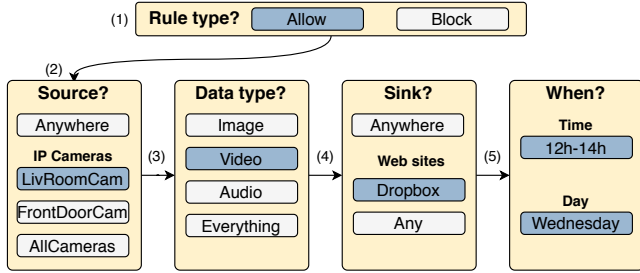 (1) Rule type? Allow Block
(2)
Source?
Anywhere
IP Cameras
LivRoomCam
FrontDoorCam
AllCameras
(3)
Data type?
Image
Video
Audio
Everything
(4)
Sink?
Anywhere
Web sites
Dropbox
Any
(5)
When?
Time
12h-14h
Day
Wednesday